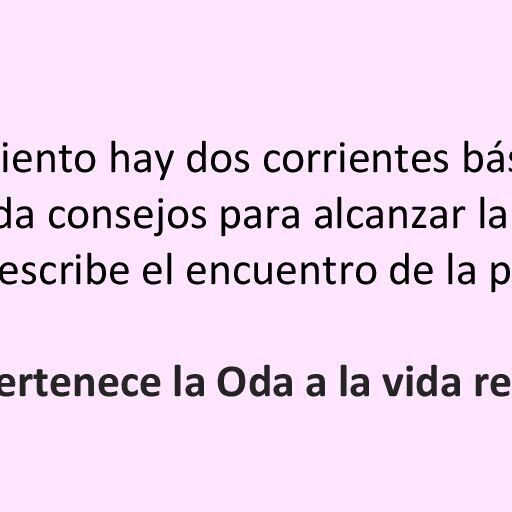 iento hay dos corrientes bás
da consejos para alcanzar la
escribe el encuentro de la p
ertenece la Oda a la vida re